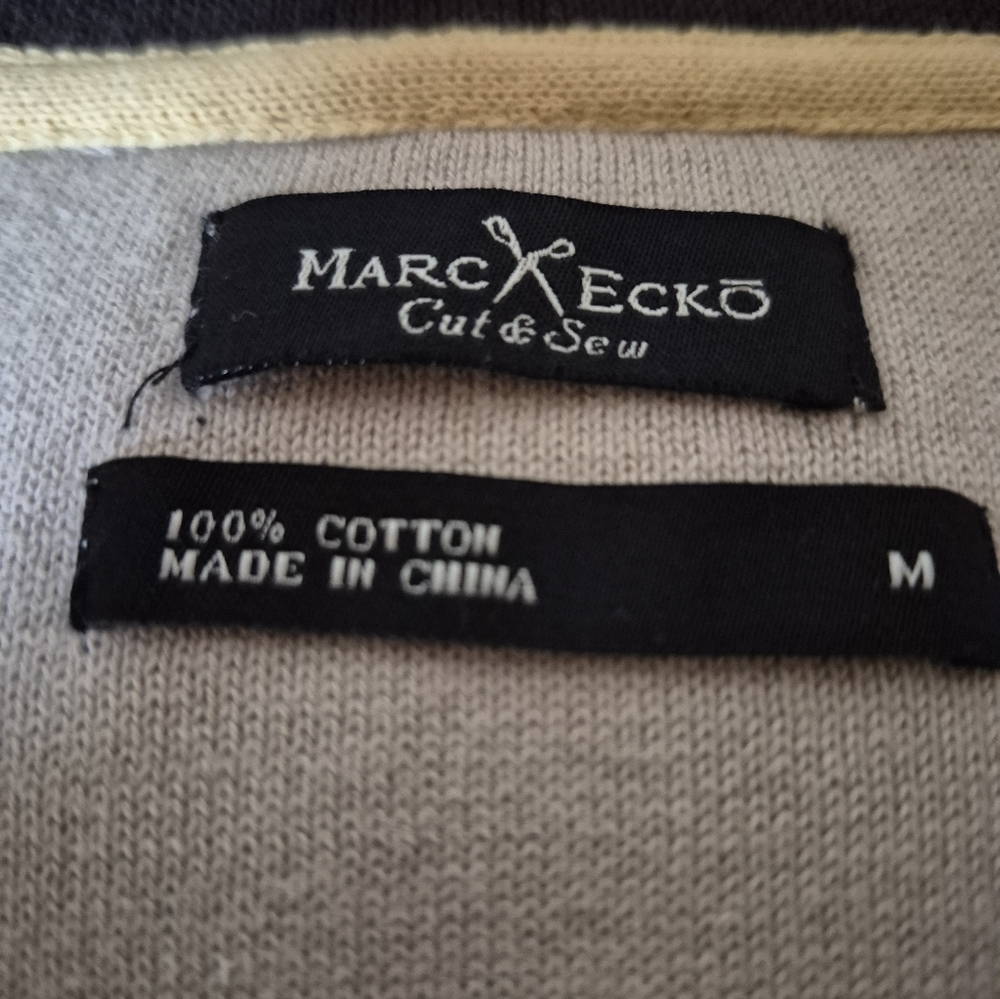 MARC ECKŌ
Cut & Sew
100% COTTON
MADE IN CHINA
M